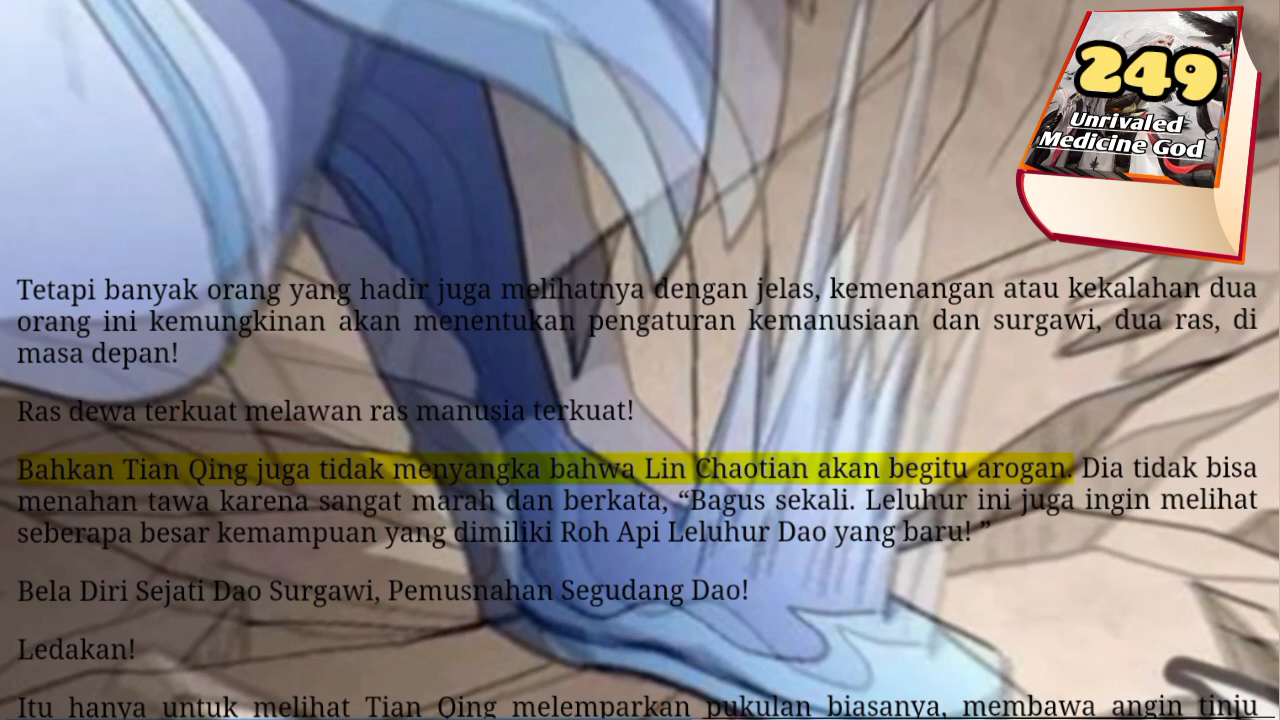 249
Unrivaled
Medicine God
Tetapi banyak orang yang hadir juga melihatnya dengan jelas, kemenangan atau kekalahan dua
orang ini kemungkinan akan menentukan pengaturan kemanusiaan dan surgawi, dua ras, di
masa depan!
Ras dewa terkuat melawan ras manusia terkuat!
Bahkan Tian Qing juga tidak menyangka bahwa Lin Chaotian akan begitu arogan. Dia tidak bisa
menahan tawa karena sangat marah dan berkata, “Bagus sekali. Leluhur ini juga ingin melihat
seberapa besar kemampuan yang dimiliki Roh Api Leluhur Dao yang baru! ”
Bela Diri Sejati Dao Surgawi, Pemusnahan Segudang Dao!
Ledakan!
Itu hanya untuk melihat Tian Qing melemparkan pukulan biasanya, membawa angin tinju